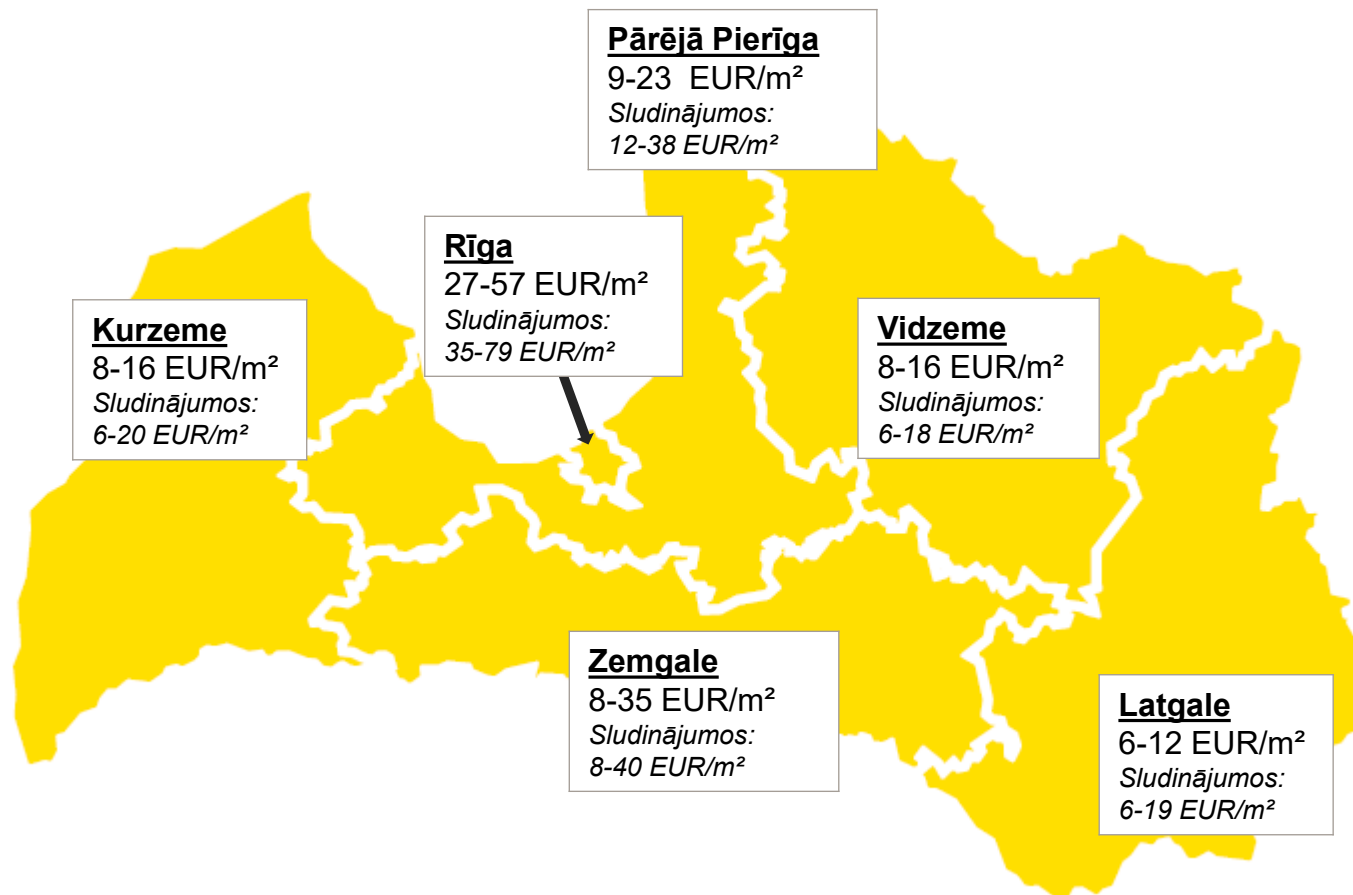 Pārējā Pierīga
9-23 EUR/m²
Sludinājumos:
12-38 EUR/m²
Rīga
27-57 EUR/m²
Sludinājumos:
35-79 EUR/m²
Kurzeme
8-16 EUR/m²
Sludinājumos:
6-20 EUR/m²
Vidzeme
8-16 EUR/m²
Sludinājumos:
6-18 EUR/m²
Zemgale
8-35 EUR/m²
Sludinājumos:
8-40 EUR/m²
Latgale
6-12 EUR/m²
Sludinājumos:
6-19 EUR/m²